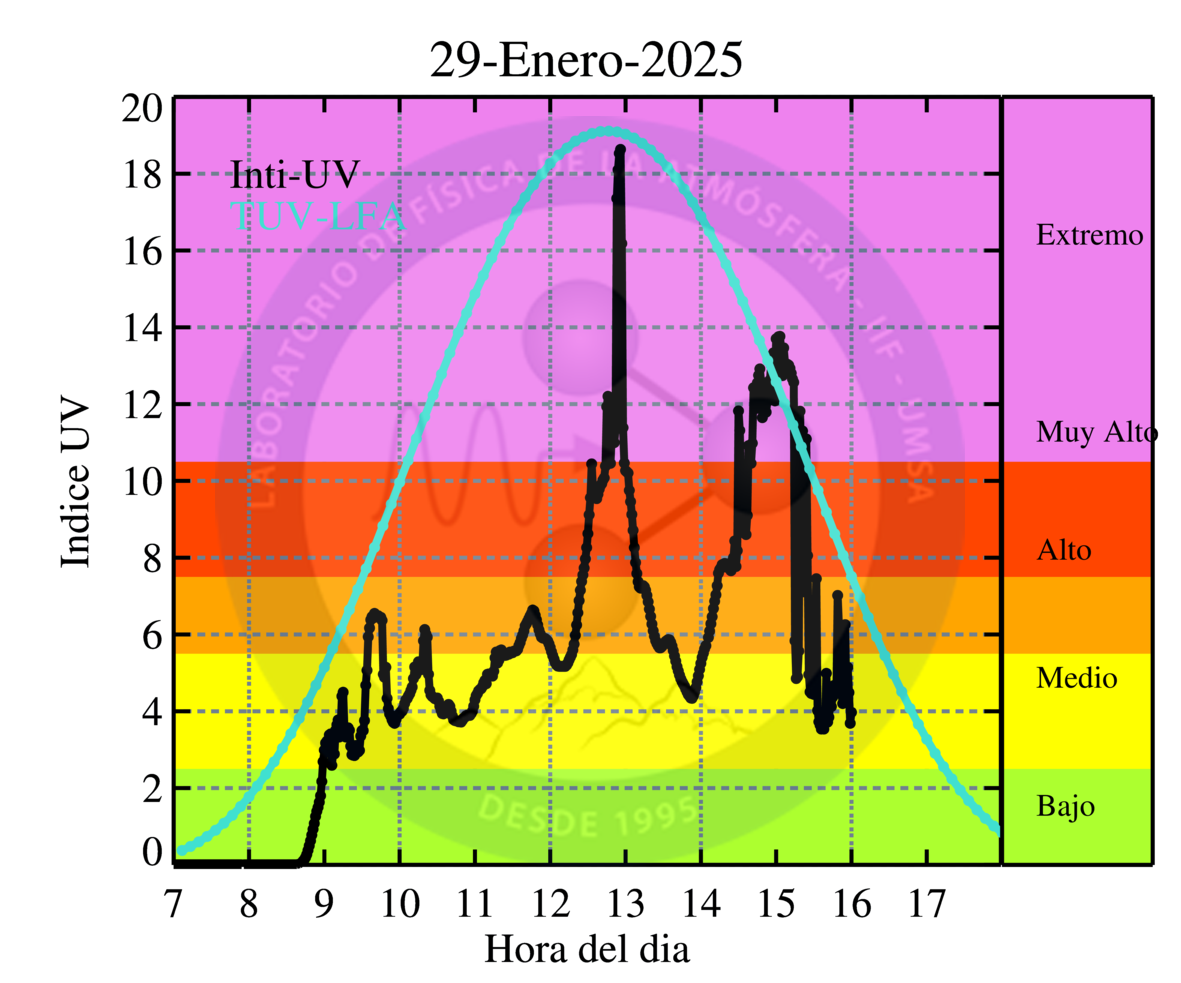 29-Enero-2025
20
18
16
14
12
10
8
6
4
2
0
Indice UV
Inti-UV
TUV-LFA
LABORATORIO DE FÍSICA DE LA ATMÓSFERA - IIF - UMSA
DESDE 1995
Extremo
Muy Alto
Alto
Medio
Bajo
7 8 9 10 11 12 13 14 15 16 17
Hora del dia